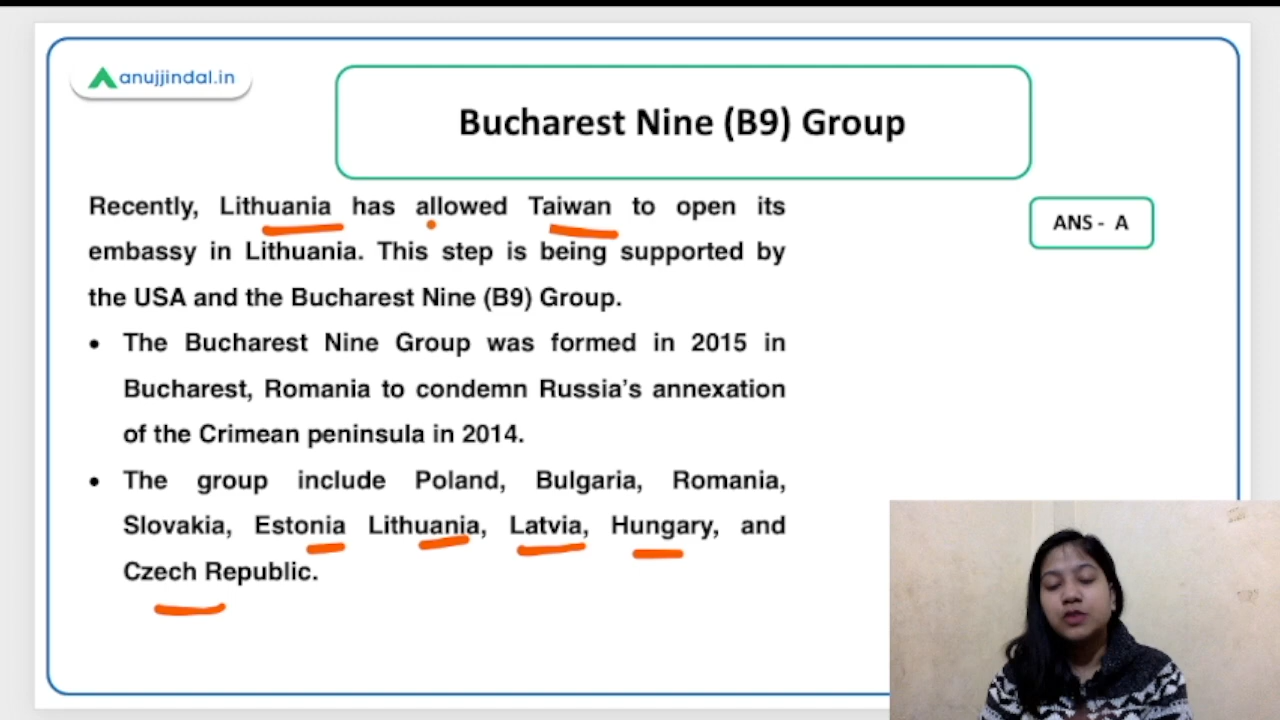 anujjindal.in
Bucharest Nine (B9) Group
Recently, Lithuania has allowed Taiwan to open its
embassy in Lithuania. This step is being supported by
the USA and the Bucharest Nine (B9) Group.
ANS - A
• The Bucharest Nine Group was formed in 2015 in
Bucharest, Romania to condemn Russia’s annexation
of the Crimean peninsula in 2014.
• The group include Poland, Bulgaria, Romania,
Slovakia, Estonia Lithuania, Latvia, Hungary, and
Czech Republic.